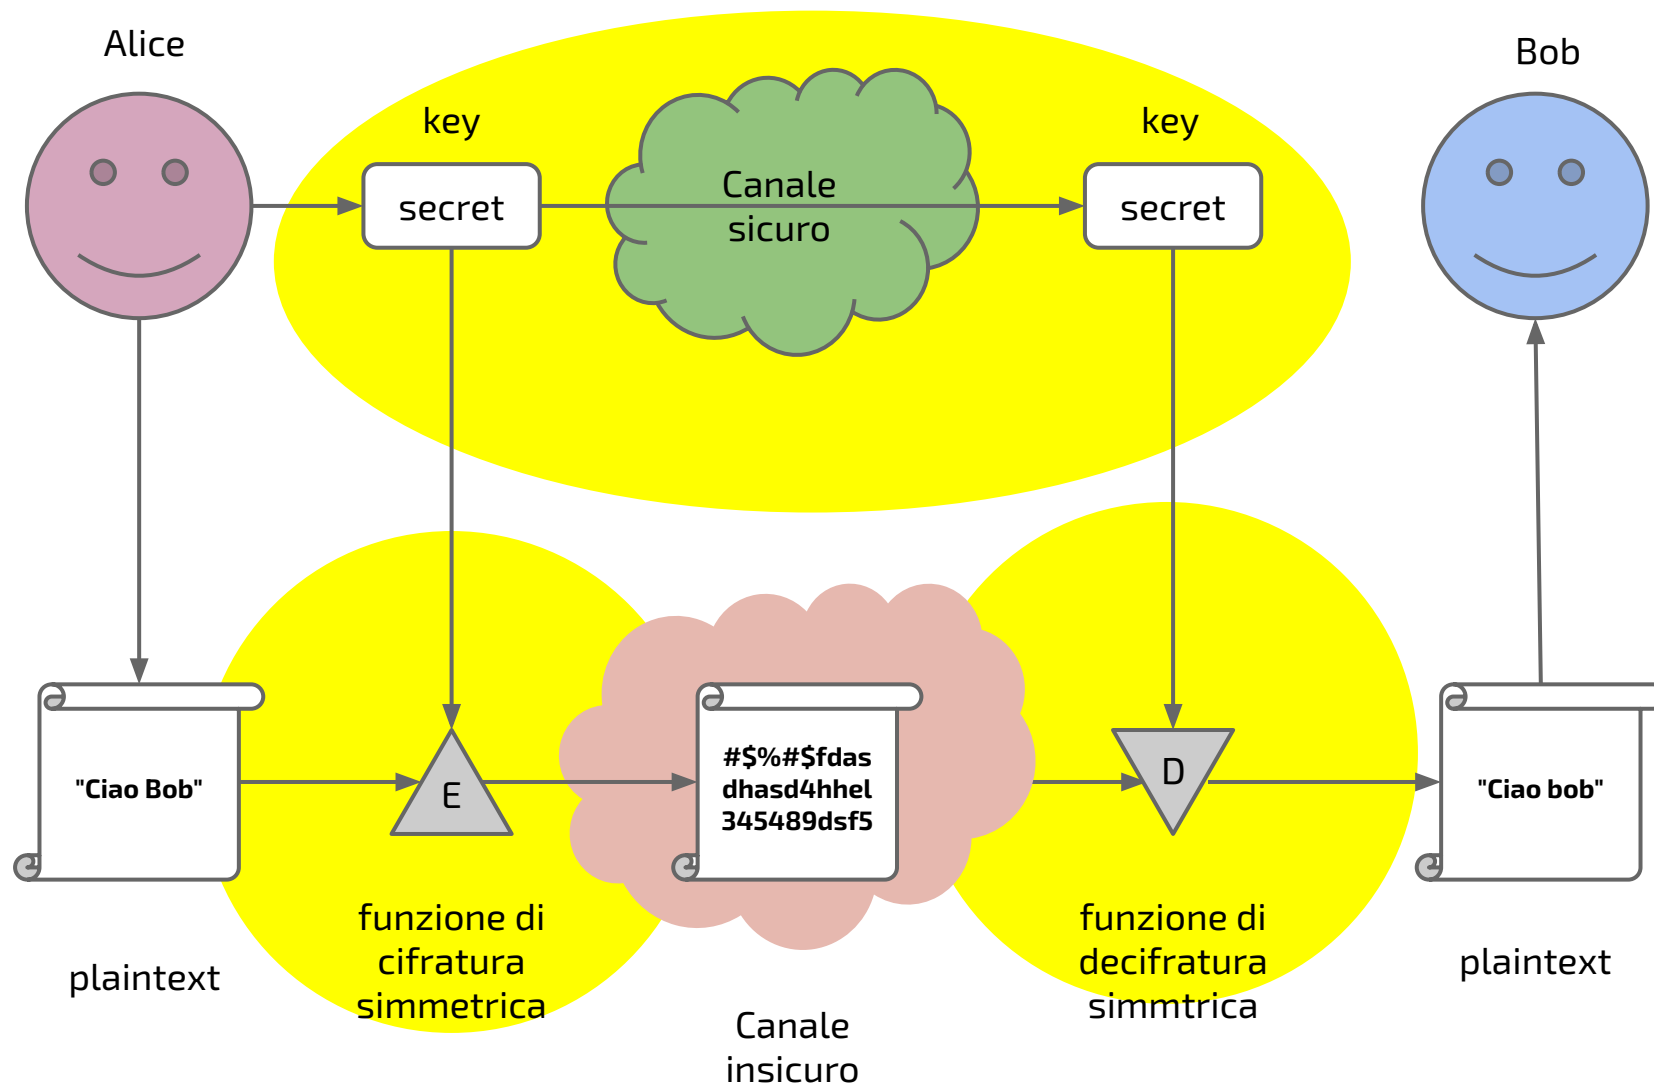 Alice
Bob
key
key
secret
Canale
sicuro
secret
"Ciao Bob"
E
#$%#$fdas
dhasd4hhel
345489dsf5
D
"Ciao bob"
plaintext
funzione di
cifratura
simmetrica
Canale
insicuro
funzione di
decifratura
simmtrica
plaintext